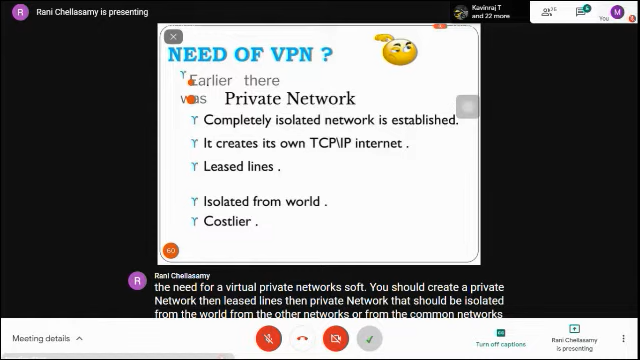 R Rani Chellasamy is presenting
Kavinraj T
and 22 more
You
M
NEED OF VPN ?
Earlier there
was Private Network
Completely isolated network is established.
It creates its own TCP\IP internet .
Leased lines .
Isolated from world .
Costlier .
60
R Rani Chellasamy
the need for a virtual private networks soft. You should create a private
Network then leased lines then private Network that should be isolated
from the world from the other networks or from the common networks
Meeting details
Turn off captions
Rani Chellasamy
is presenting